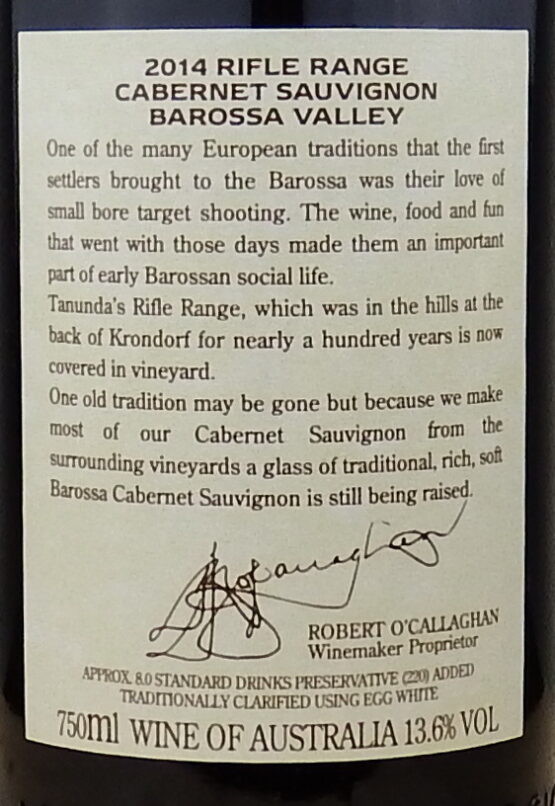 2014 RIFLE RANGE
CABERNET SAUVIGNON
BAROSSA VALLEY
One of the many European traditions that the first
settlers brought to the Barossa was their love of
small bore target shooting. The wine, food and fun
that went with those days made them an important
part of early Barossan social life.
Tanunda's Rifle Range, which was in the hills at the
back of Krondorf for nearly a hundred years is now
covered in vineyard.
One old tradition may be gone but because we make
most of our Cabernet Sauvignon from the
surrounding vineyards a glass of traditional, rich, soft
Barossa Cabernet Sauvignon is still being raised.
ROBERT O'CALLAGHAN
Winemaker Proprietor
APPROX. 8.0 STANDARD DRINKS PRESERVATIVE (220) ADDED
TRADITIONALLY CLARIFIED USING EGG WHITE
750ml WINE OF AUSTRALIA 13.6% VOL